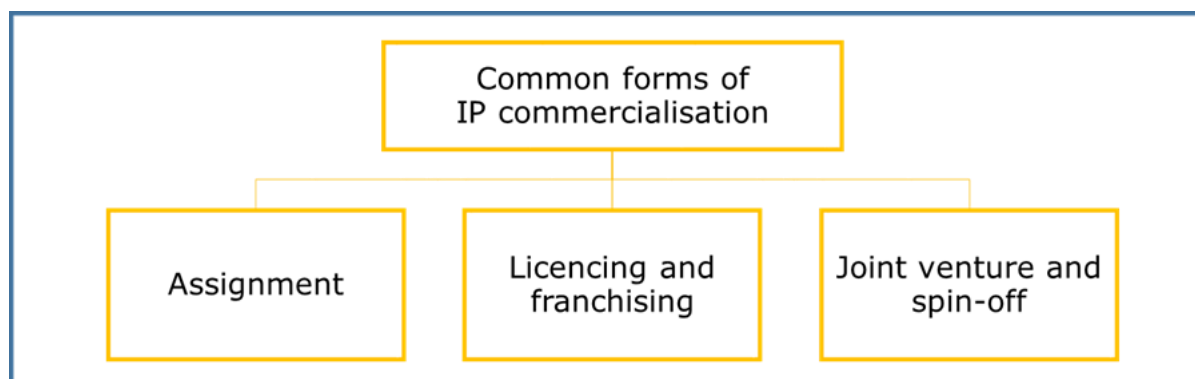 Common forms of
IP commercialisation
Assignment
Licencing and
franchising
Joint venture and
spin-off